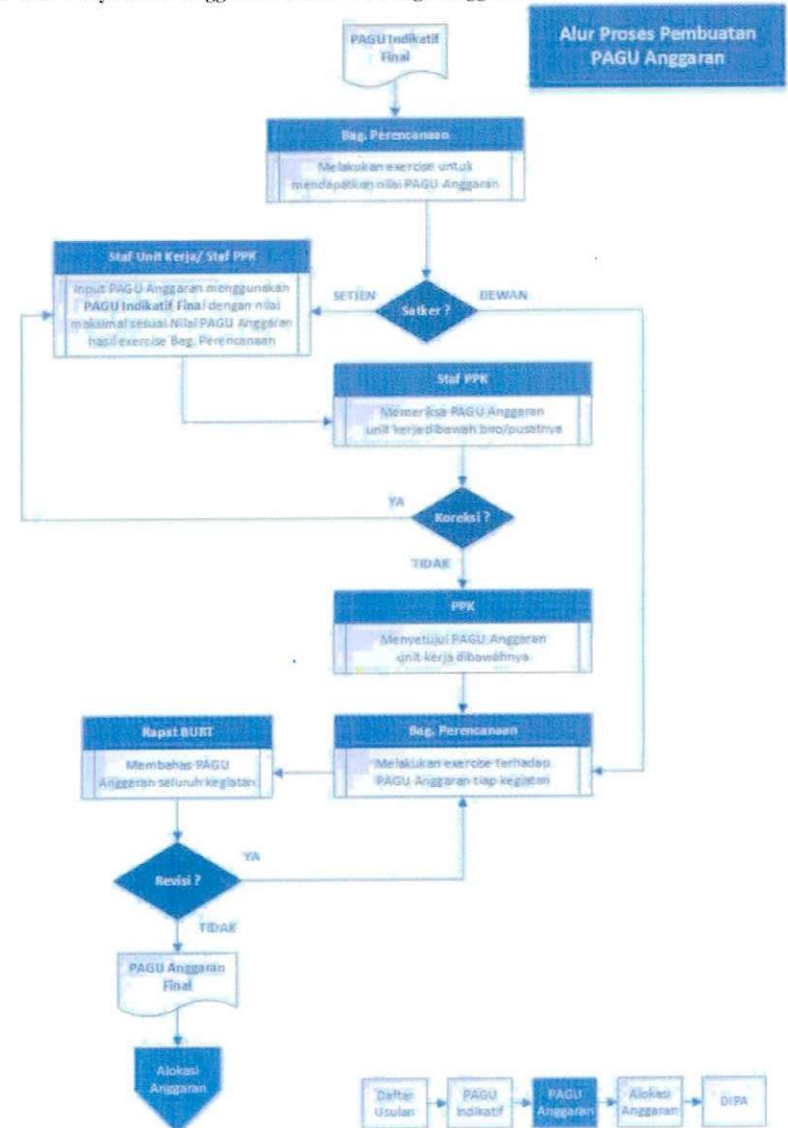 Alur Proses Pembuatan
PAGU Anggaran
PAGU Indikatif
Final
Bag. Perencanaan
Melakukan exercise untuk
mendapatkan nilai PAGU Anggaran
Staf Unit Kerja/ Staf PPK
Input PAGU Anggaran menggunakan
PAGU Indikatif Final dengan nilai
maksimal sesuai Nilai PAGU Anggaran
hasil exercise Bag. Perencanaan
SETJEN
Satker ?
DEWAN
Staf PPK
Memeriksa PAGU Anggaran
unit kerja dibawah biro/pusatnya
YA
Koreksi ?
TIDAK
PPK
Menyetujui PAGU Anggaran
unit kerja dibawahnya
Rapat BURT
Membahas PAGU
Anggaran seluruh kegiatan
Bag. Perencanaan
Melakukan exercise terhadap
PAGU Anggaran tiap kegiatan
Revisi ?
YA
TIDAK
PAGU Anggaran
Final
Alokasi
Anggaran
Daftar
Usulan
PAGU
Indikatif
PAGU
Anggaran
Alokasi
Anggaran
DIPA